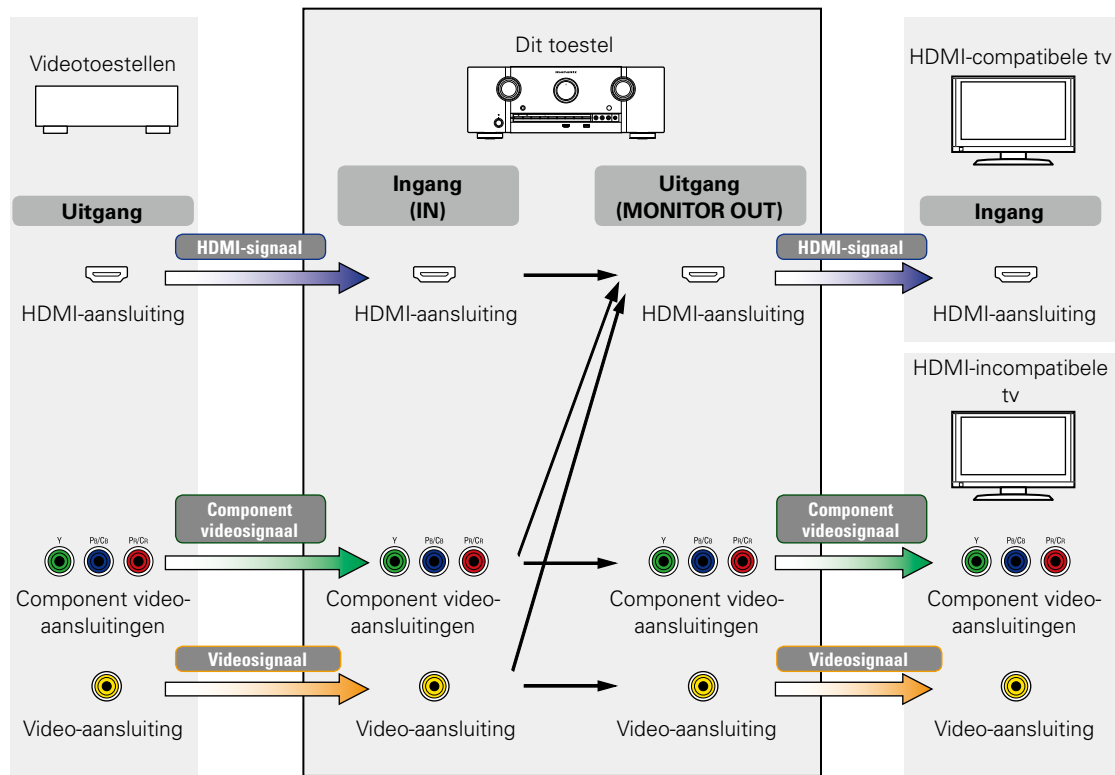 Videotoestellen
Dit toestel
HDMI-compatibele tv
marantz
Uitgang
Ingang
(IN)
Uitgang
(MONITOR OUT)
Ingang
HDMI-signaal
HDMI-signaal
HDMI-aansluiting
HDMI-aansluiting
HDMI-aansluiting
HDMI-aansluiting
HDMI-incompatibele
tv
Component
videosignaal
Component
videosignaal
Y PB/CB PR/CR
Y PB/CB PR/CR
Y PB/CB PR/CR
Y PB/CB PR/CR
Component video-
aansluitingen
Component video-
aansluitingen
Component video-
aansluitingen
Component video-
aansluitingen
Videosignaal
Videosignaal
Video-aansluiting
Video-aansluiting
Video-aansluiting
Video-aansluiting